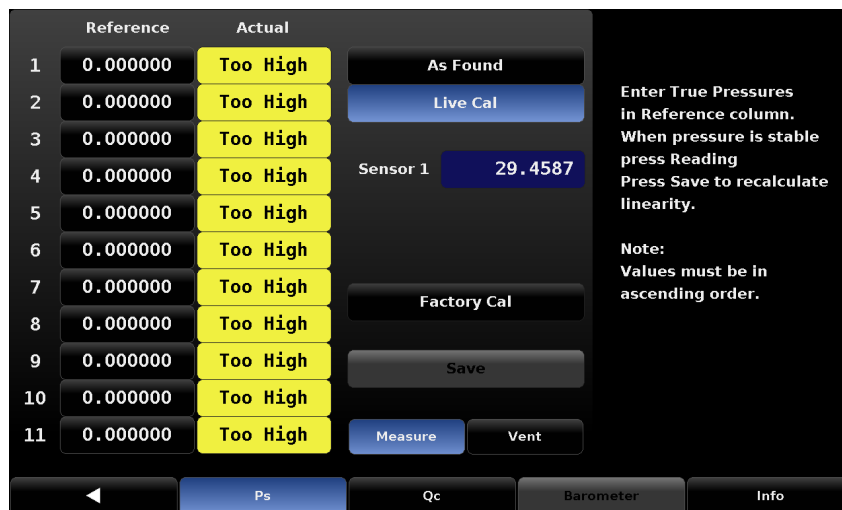 Reference Actual
1 0.000000 Too High
2 0.000000 Too High
3 0.000000 Too High
4 0.000000 Too High
5 0.000000 Too High
6 0.000000 Too High
7 0.000000 Too High
8 0.000000 Too High
9 0.000000 Too High
10 0.000000 Too High
11 0.000000 Too High
As Found
Live Cal
Sensor 1 29.4587
Factory Cal
Save
Measure Vent
Enter True Pressures
in Reference column.
When pressure is stable
press Reading
Press Save to recalculate
linearity.
Note:
Values must be in
ascending order.
Ps Qc Barometer Info